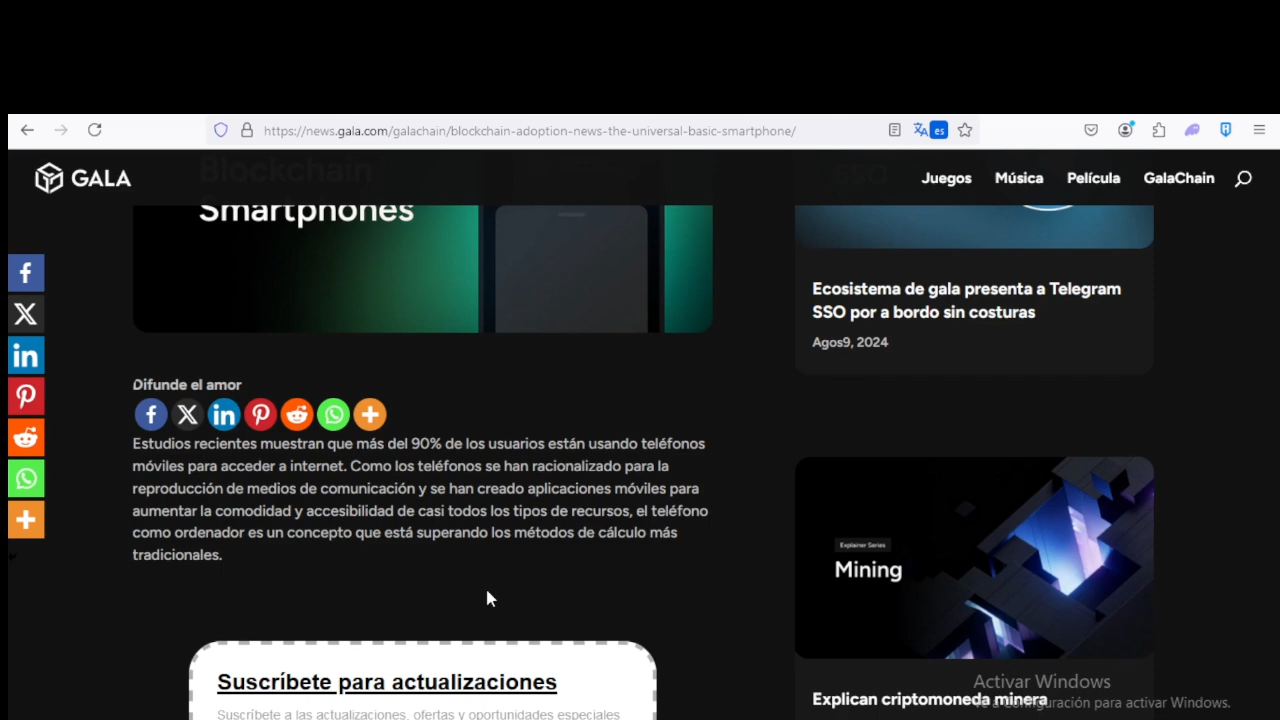 https://news.gala.com/galachain/blockchain-adoption-news-the-universal-basic-smartphone/
es
GALA
Juegos
Música
Película
GalaChain
Blockchain
Smartphones
SSO
Ecosistema de gala presenta a Telegram
SSO por a bordo sin costuras
Agos9, 2024
Difunde el amor
Estudios recientes muestran que más del 90% de los usuarios están usando teléfonos
móviles para acceder a internet. Como los teléfonos se han racionalizado para la
reproducción de medios de comunicación y se han creado aplicaciones móviles para
aumentar la comodidad y accesibilidad de casi todos los tipos de recursos, el teléfono
como ordenador es un concepto que está superando los métodos de cálculo más
tradicionales.
Explainer Series
Mining
Explican criptomoneda minera
Suscríbete para actualizaciones
Suscríbete a las actualizaciones, ofertas y oportunidades especiales
Activar Windows
Ve a Configuración para activar Windows.